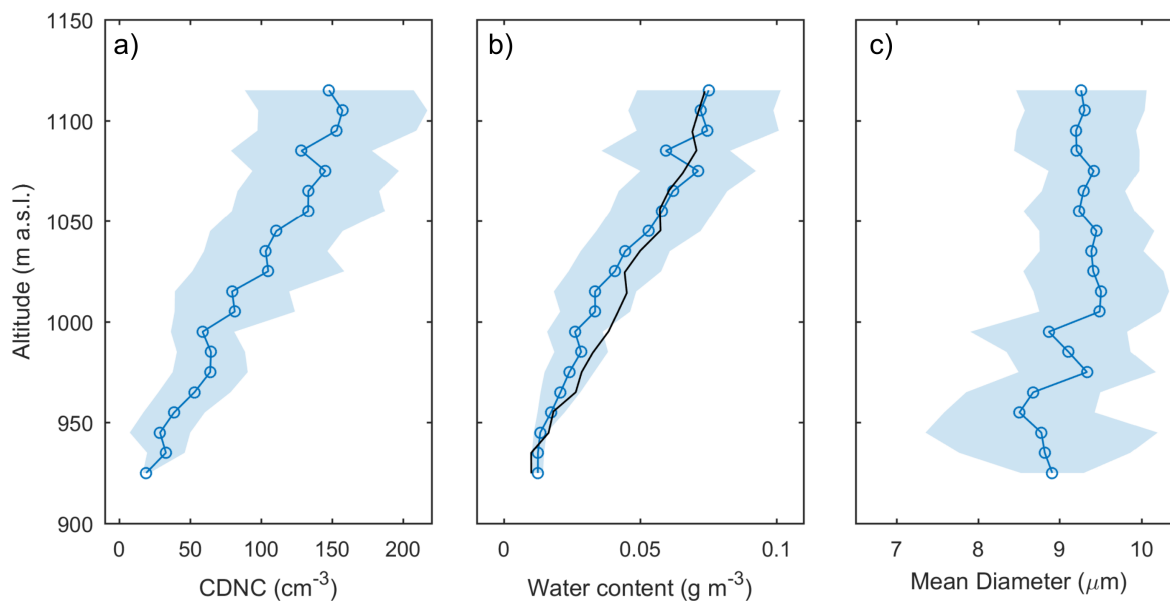 a) b) c)
1150
1100
1050
1000
950
900
Altitude (m a.s.l.)
0 50 100 150 200
CDNC (cm⁻³)
0 0.05 0.1
Water content (g m⁻³)
7 8 9 10
Mean Diameter (μm)